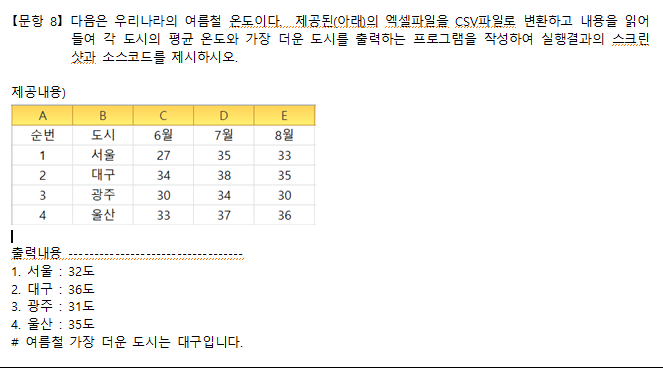 【문항 8】 다음은 우리나라의 여름철 온도이다. 제공된(아래)의 엑셀파일을 CSV파일로 변환하고 내용을 읽어
들여 각 도시의 평균 온도와 가장 더운 도시를 출력하는 프로그램을 작성하여 실행결과의 스크린
샷과 소스코드를 제시하시오.
제공내용)
A B C D E
순번 도시 6월 7월 8월
1 서울 27 35 33
2 대구 34 38 35
3 광주 30 34 30
4 울산 33 37 36
출력내용 ----------------------------------
1. 서울 : 32도
2. 대구 : 36도
3. 광주 : 31도
4. 울산 : 35도
# 여름철 가장 더운 도시는 대구입니다.